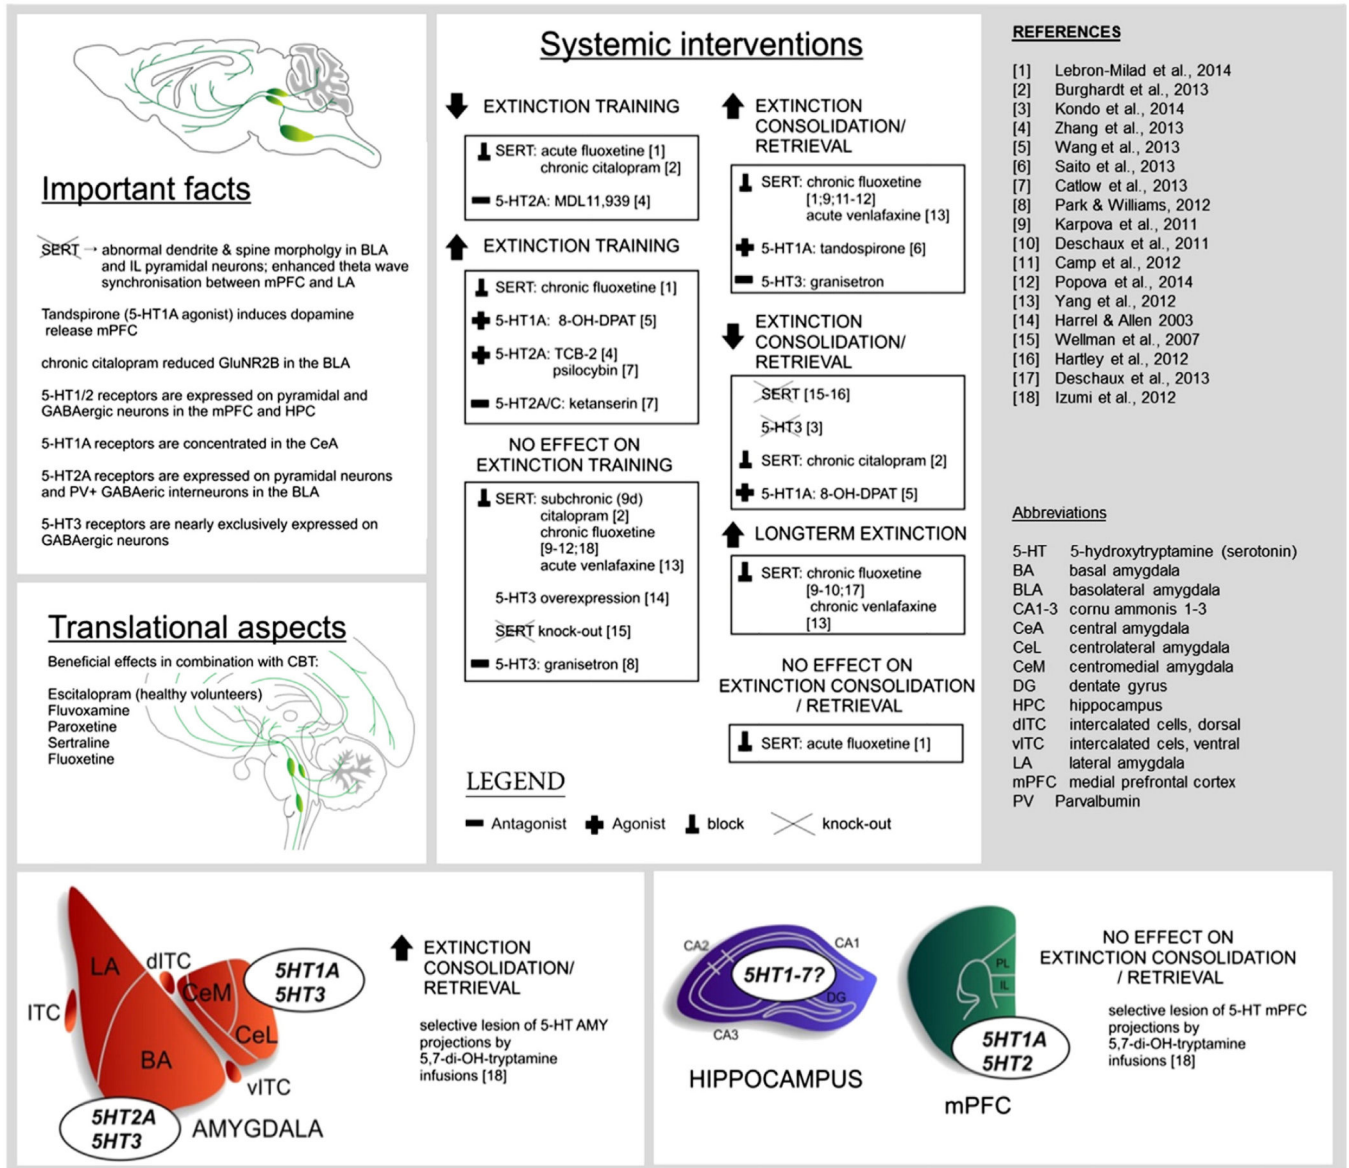 Important facts
SERT → abnormal dendrite & spine morpholgy in BLA
and IL pyramidal neurons; enhanced theta wave
synchronisation between mPFC and LA
Tandspirone (5-HT1A agonist) induces dopamine
release mPFC
chronic citalopram reduced GluNR2B in the BLA
5-HT1/2 receptors are expressed on pyramidal and
GABAergic neurons in the mPFC and HPC
5-HT1A receptors are concentrated in the CeA
5-HT2A receptors are expressed on pyramidal neurons
and PV+ GABAeric interneurons in the BLA
5-HT3 receptors are nearly exclusively expressed on
GABAergic neurons
Translational aspects
Beneficial effects in combination with CBT:
Escitalopram (healthy volunteers)
Fluvoxamine
Paroxetine
Sertraline
Fluoxetine
Systemic interventions
EXTINCTION TRAINING
SERT: acute fluoxetine [1]
chronic citalopram [2]
5-HT2A: MDL11,939 [4]
EXTINCTION TRAINING
SERT: chronic fluoxetine [1]
5-HT1A: 8-OH-DPAT [5]
5-HT2A: TCB-2 [4]
psilocybin [7]
5-HT2A/C: ketanserin [7]
NO EFFECT ON
EXTINCTION TRAINING
SERT: subchronic (9d)
citalopram [2]
chronic fluoxetine
[9-12;18]
acute venlafaxine [13]
5-HT3 overexpression [14]
SERT knock-out [15]
5-HT3: granisetron [8]
EXTINCTION
CONSOLIDATION/
RETRIEVAL
SERT: chronic fluoxetine
[1;9;11-12]
acute venlafaxine [13]
5-HT1A: tandospirone [6]
5-HT3: granisetron
EXTINCTION
CONSOLIDATION/
RETRIEVAL
SERT [15-16]
5-HT3 [3]
SERT: chronic citalopram [2]
5-HT1A: 8-OH-DPAT [5]
LONGTERM EXTINCTION
SERT: chronic fluoxetine
[9-10;17]
chronic venlafaxine
[13]
NO EFFECT ON
EXTINCTION CONSOLIDATION
/ RETRIEVAL
SERT: acute fluoxetine [1]
LEGEND
Antagonist Agonist block knock-out
REFERENCES
[1] Lebron-Milad et al., 2014
[2] Burghardt et al., 2013
[3] Kondo et al., 2014
[4] Zhang et al., 2013
[5] Wang et al., 2013
[6] Saito et al., 2013
[7] Catlow et al., 2013
[8] Park & Williams, 2012
[9] Karpova et al., 2011
[10] Deschaux et al., 2011
[11] Camp et al., 2012
[12] Popova et al., 2014
[13] Yang et al., 2012
[14] Harrel & Allen 2003
[15] Wellman et al., 2007
[16] Hartley et al., 2012
[17] Deschaux et al., 2013
[18] Izumi et al., 2012
Abbreviations
5-HT 5-hydroxytryptamine (serotonin)
BA basal amygdala
BLA basolateral amygdala
CA1-3 cornu ammonis 1-3
CeA central amygdala
CeL centrolateral amygdala
CeM centromedial amygdala
DG dentate gyrus
HPC hippocampus
dITC intercalated cells, dorsal
vITC intercalated cels, ventral
LA lateral amygdala
mPFC medial prefrontal cortex
PV Parvalbumin
LA
dITC
CeM
5HT1A
5HT3
ITC
CeL
BA
vITC
5HT2A
5HT3
AMYGDALA
EXTINCTION
CONSOLIDATION/
RETRIEVAL
selective lesion of 5-HT AMY
projections by
5,7-di-OH-tryptamine
infusions [18]
CA2
CA1
5HT1-7?
DG
CA3
HIPPOCAMPUS
PL
IL
5HT1A
5HT2
mPFC
NO EFFECT ON
EXTINCTION CONSOLIDATION
/ RETRIEVAL
selective lesion of 5-HT mPFC
projections by
5,7-di-OH-tryptamine
infusions [18]